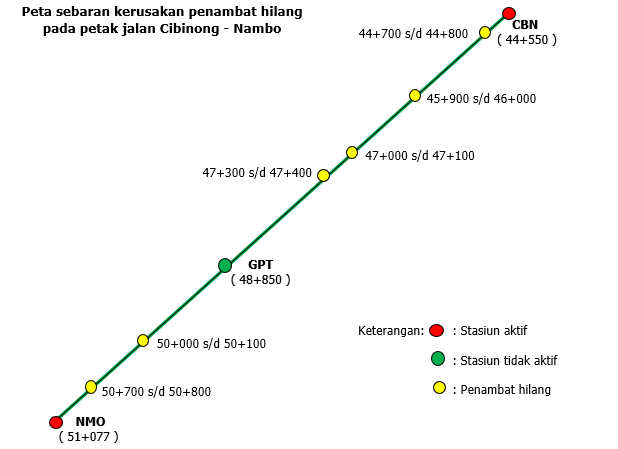 Peta sebaran kerusakan penambat hilang
pada petak jalan Cibinong - Nambo
44+700 s/d 44+800
CBN
( 44+550 )
45+900 s/d 46+000
47+000 s/d 47+100
47+300 s/d 47+400
GPT
( 48+850 )
50+000 s/d 50+100
50+700 s/d 50+800
NMO
( 51+077 )
Keterangan: : Stasiun aktif
: Stasiun tidak aktif
: Penambat hilang